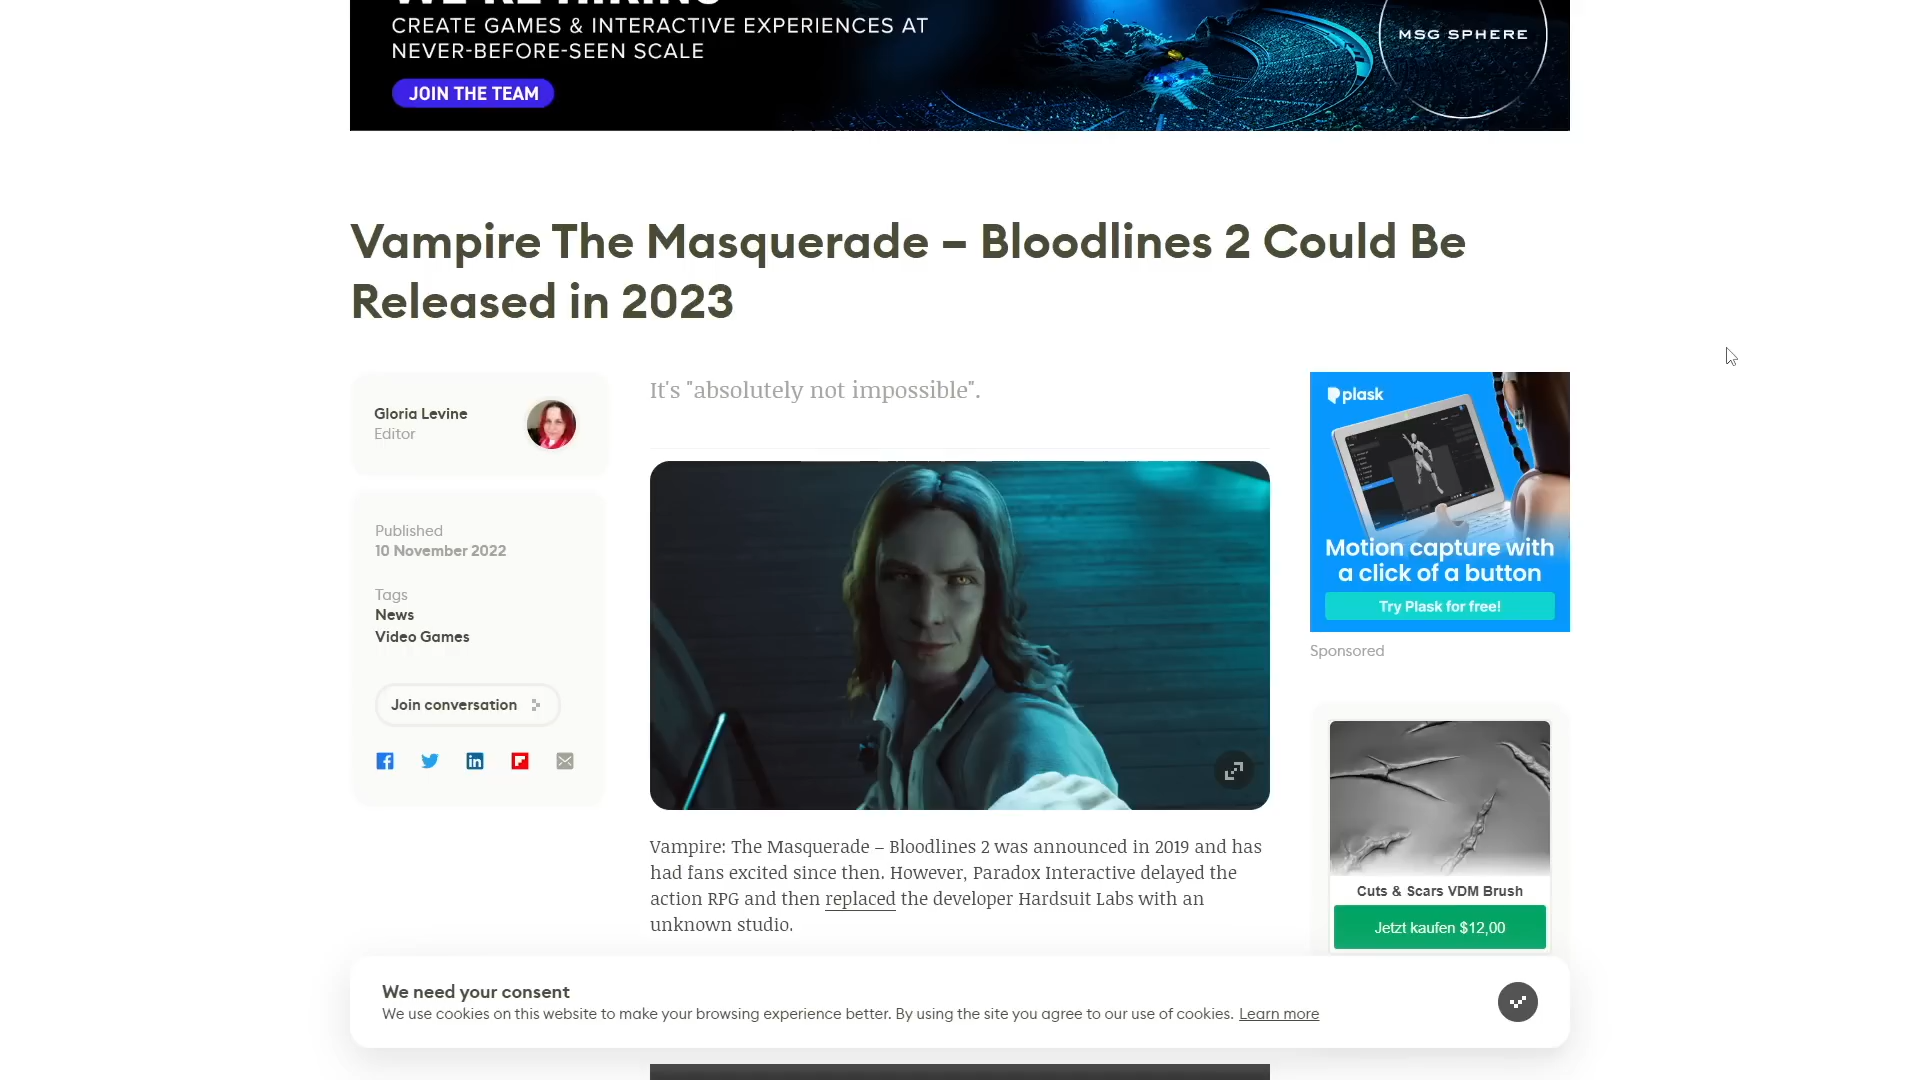 WE'RE HIRING
CREATE GAMES & INTERACTIVE EXPERIENCES AT
NEVER-BEFORE-SEEN SCALE
JOIN THE TEAM
MSG SPHERE
Vampire The Masquerade – Bloodlines 2 Could Be
Released in 2023
Gloria Levine
Editor
Published
10 November 2022
Tags
News
Video Games
Join conversation
It's "absolutely not impossible".
Vampire: The Masquerade – Bloodlines 2 was announced in 2019 and has
had fans excited since then. However, Paradox Interactive delayed the
action RPG and then replaced the developer Hardsuit Labs with an
unknown studio.
plask
Motion capture with
a click of a button
Try Plask for free!
Sponsored
Cuts & Scars VDM Brush
Jetzt kaufen $12,00
We need your consent
We use cookies on this website to make your browsing experience better. By using the site you agree to our use of cookies. Learn more